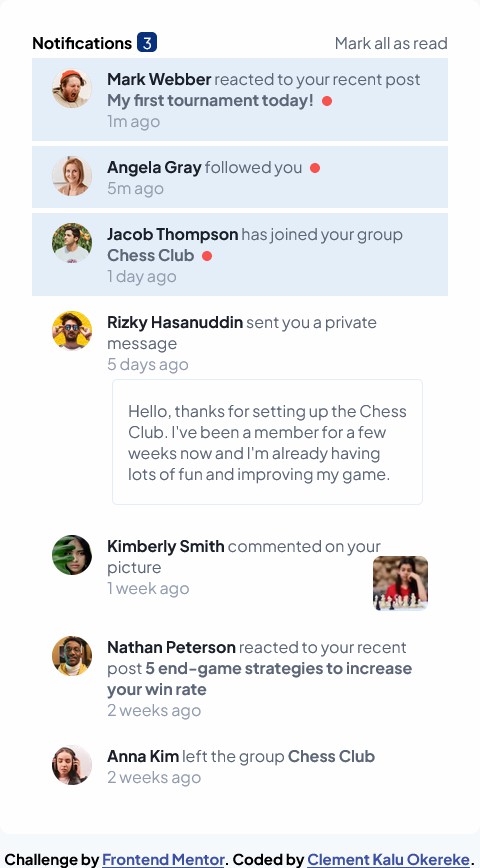 Notifications 3 Mark all as read
Mark Webber reacted to your recent post
My first tournament today!
1m ago
Angela Gray followed you
5m ago
Jacob Thompson has joined your group
Chess Club
1 day ago
Rizky Hasanuddin sent you a private
message
5 days ago
Hello, thanks for setting up the Chess
Club. I've been a member for a few
weeks now and I'm already having
lots of fun and improving my game.
Kimberly Smith commented on your
picture
1 week ago
Nathan Peterson reacted to your recent
post 5 end-game strategies to increase
your win rate
2 weeks ago
Anna Kim left the group Chess Club
2 weeks ago
Challenge by Frontend Mentor. Coded by Clement Kalu Okereke.